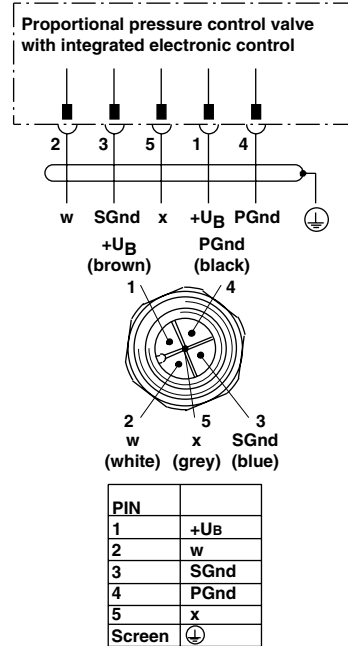 Proportional pressure control valve
with integrated electronic control
2 3 5 1 4
w SGnd x +UB PGnd
+UB PGnd
(brown) (black)
1 4
2 5 3
w x SGnd
(white) (grey) (blue)
PIN
1 +UB
2 w
3 SGnd
4 PGnd
5 x
Screen